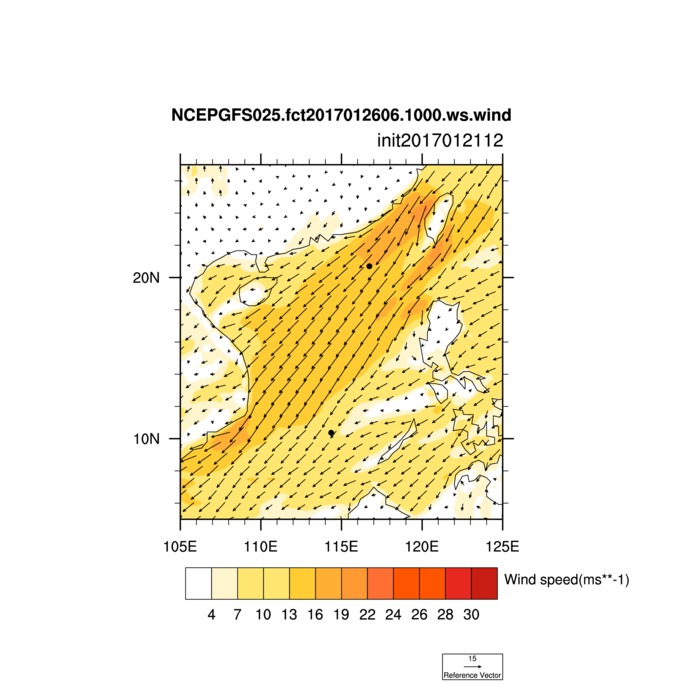 NCEPGFS025.fct2017012606.1000.ws.wind
init2017012112
20N
10N
105E 110E 115E 120E 125E
Wind speed(ms**-1)
4 7 10 13 16 19 22 24 26 28 30
15
Reference Vector